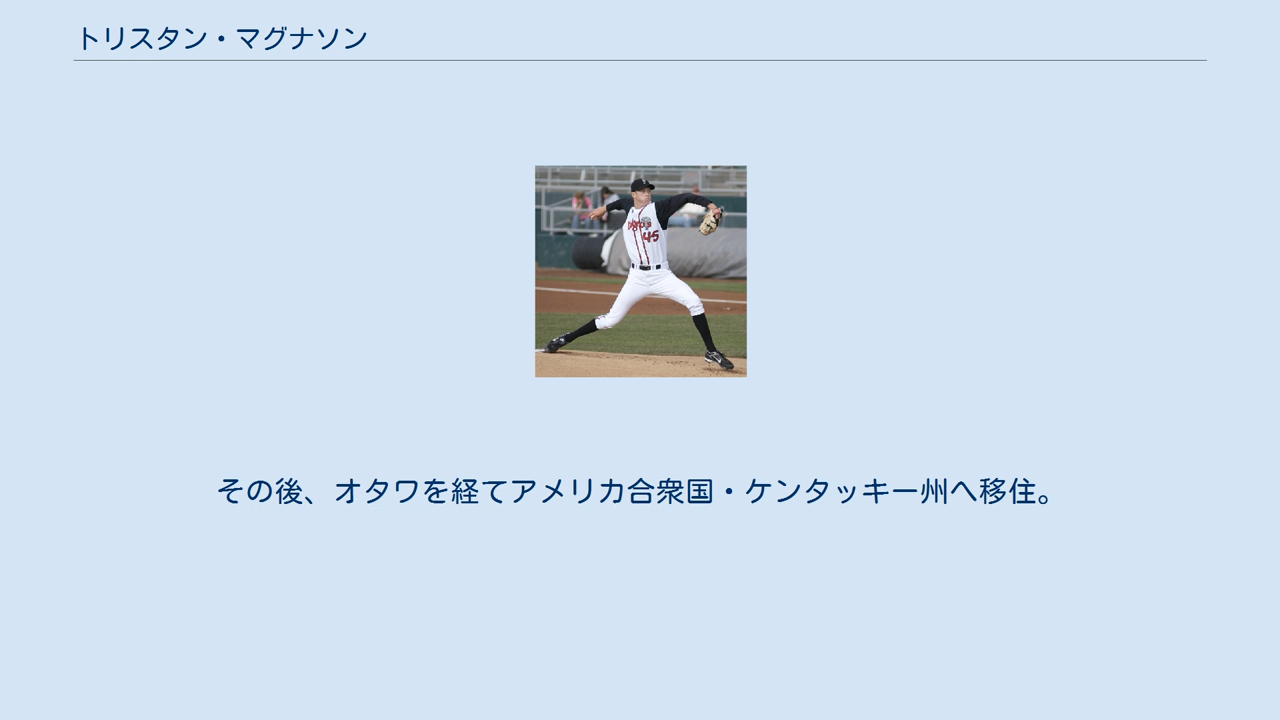 トリスタン・マグナソン
45
その後、オタワを経てアメリカ合衆国・ケンタッキー州へ移住。